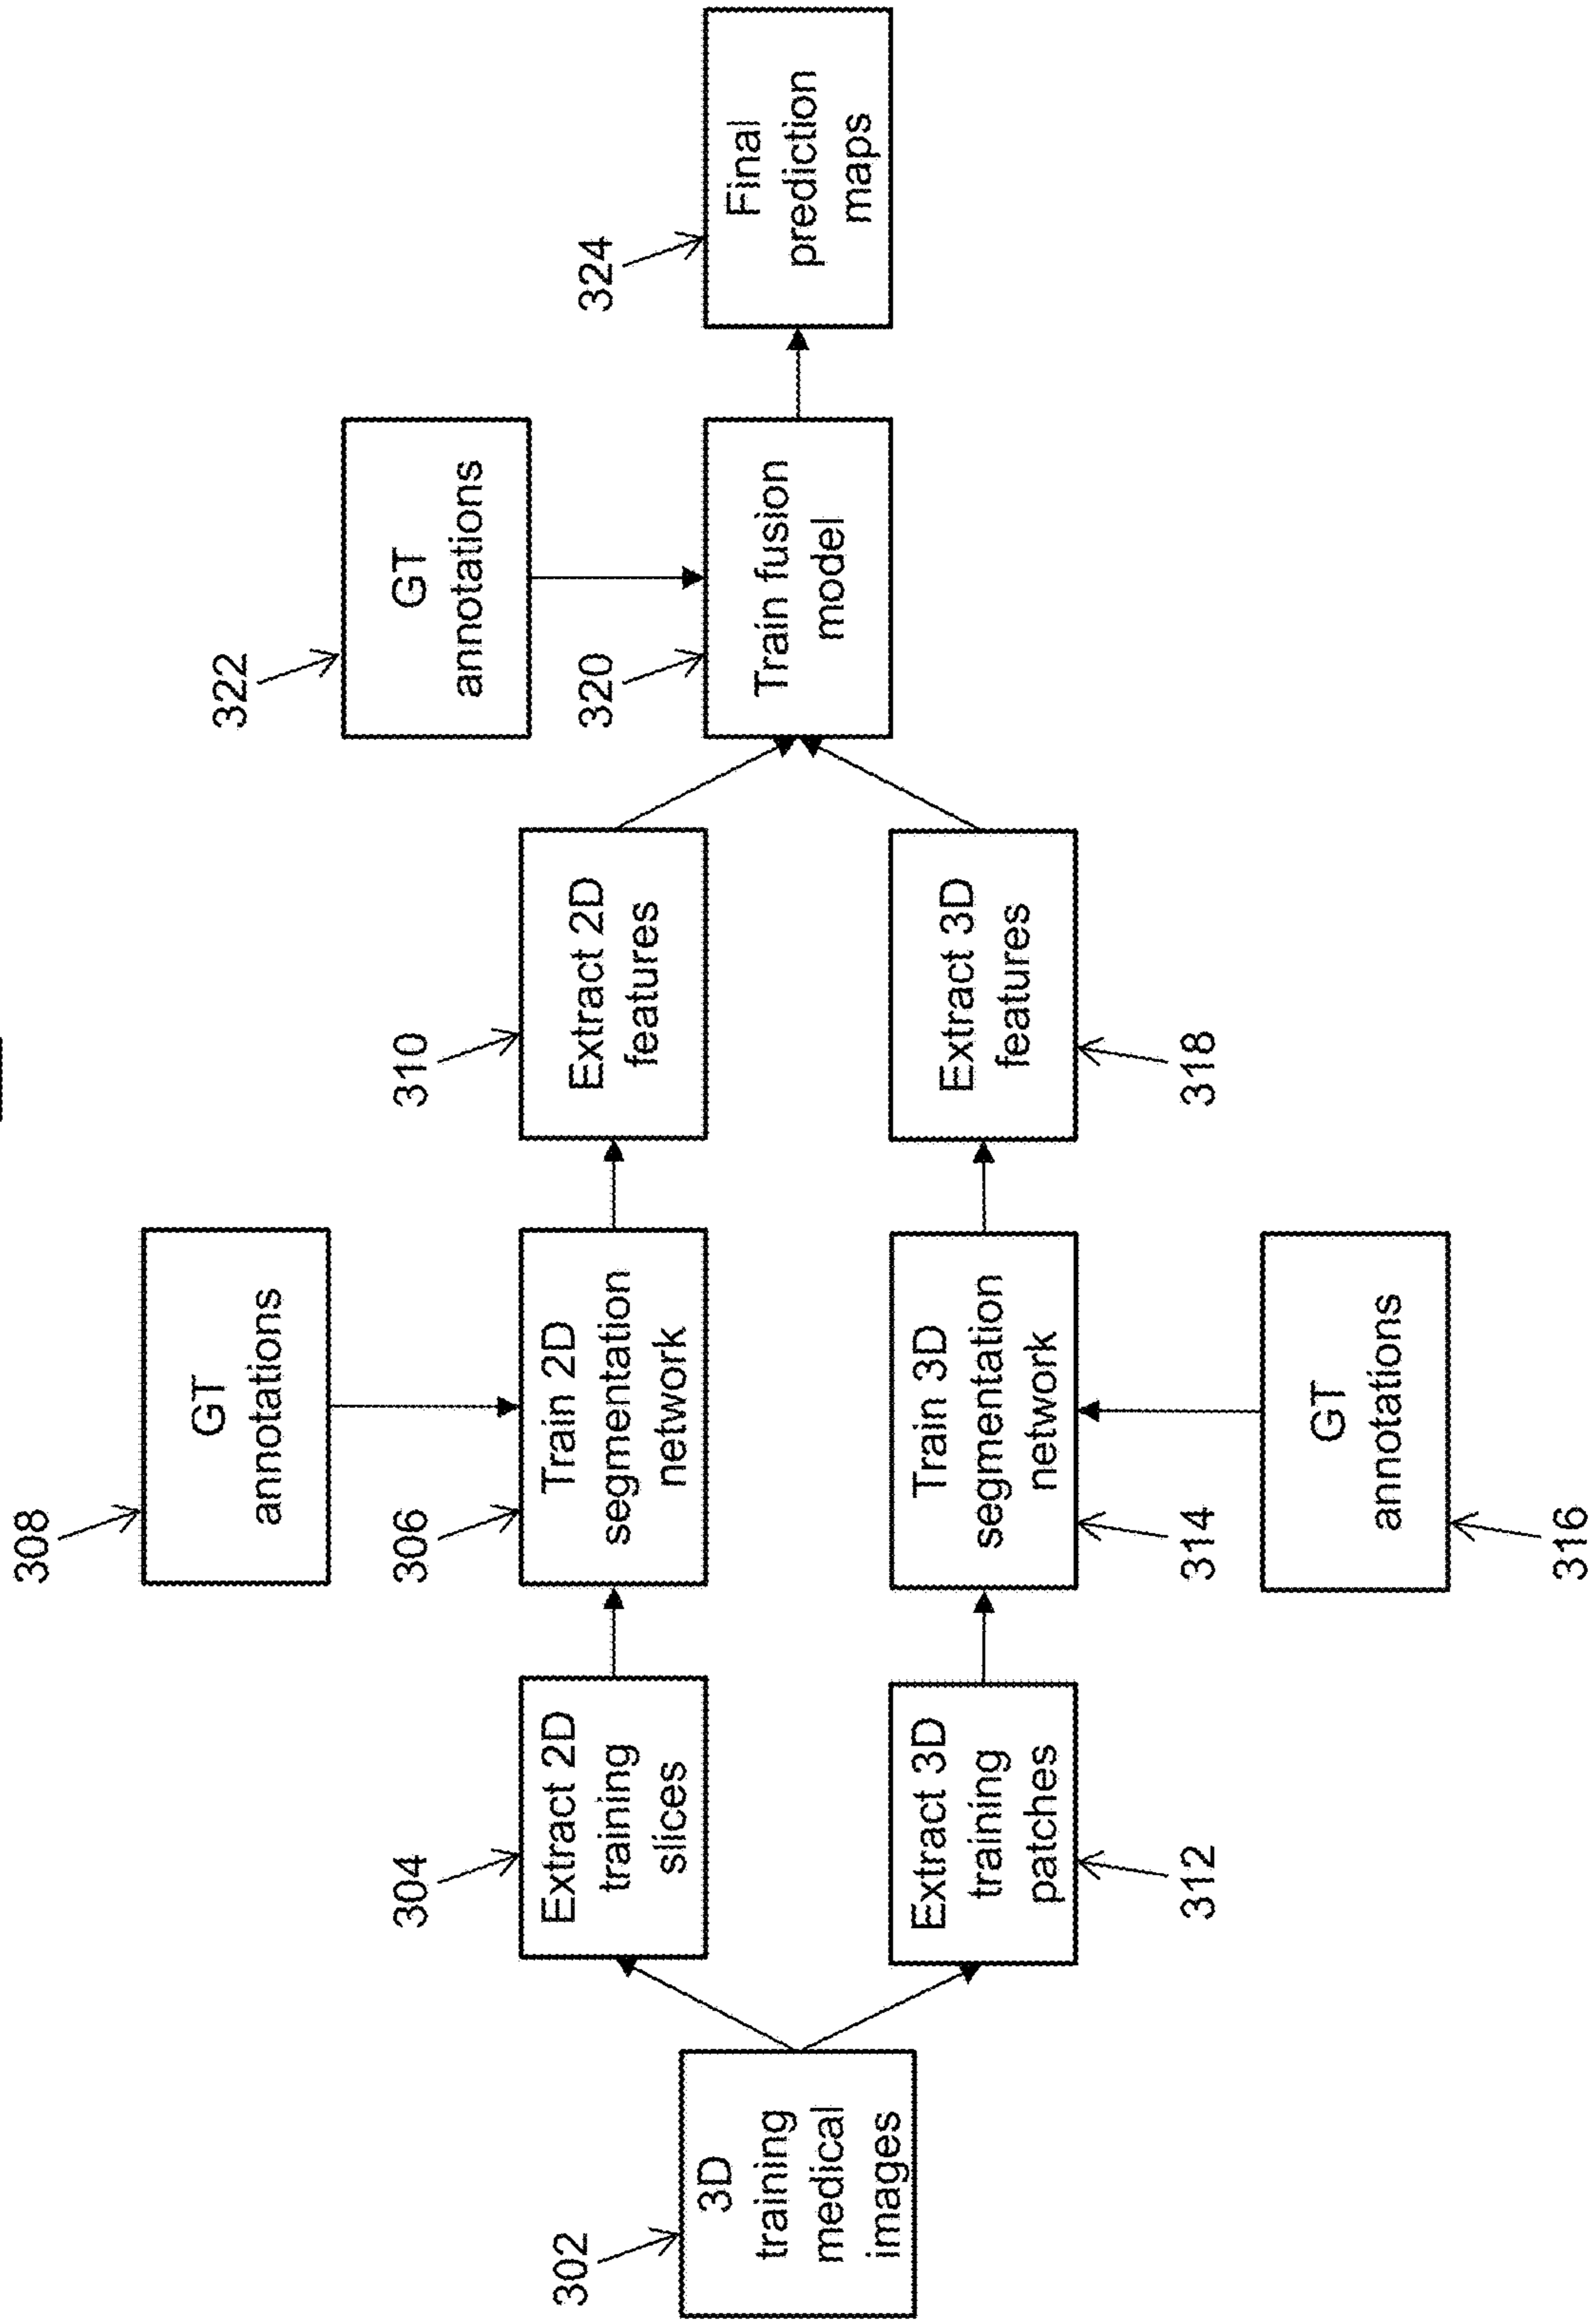 308
GT
annotations
322
GT
annotations
304
Extract 2D
training
slices
306
Train 2D
segmentation
network
310
Extract 2D
features
302
3D
training
medical
images
320
Train fusion
model
324
Final
prediction
maps
Extract 3D
training
patches
312
Train 3D
segmentation
network
314
Extract 3D
features
318
GT
annotations
316